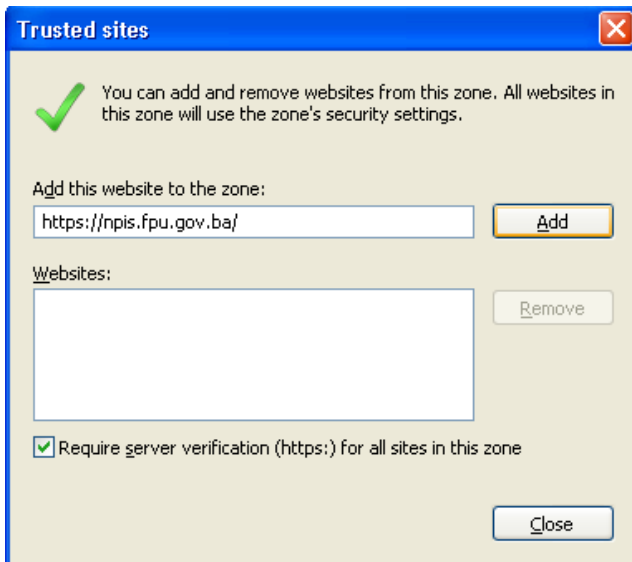 Trusted sites
You can add and remove websites from this zone. All websites in
this zone will use the zone's security settings.
Add this website to the zone:
https://npis.fpu.gov.ba/
Add
Websites:
Remove
Require server verification (https:) for all sites in this zone
Close